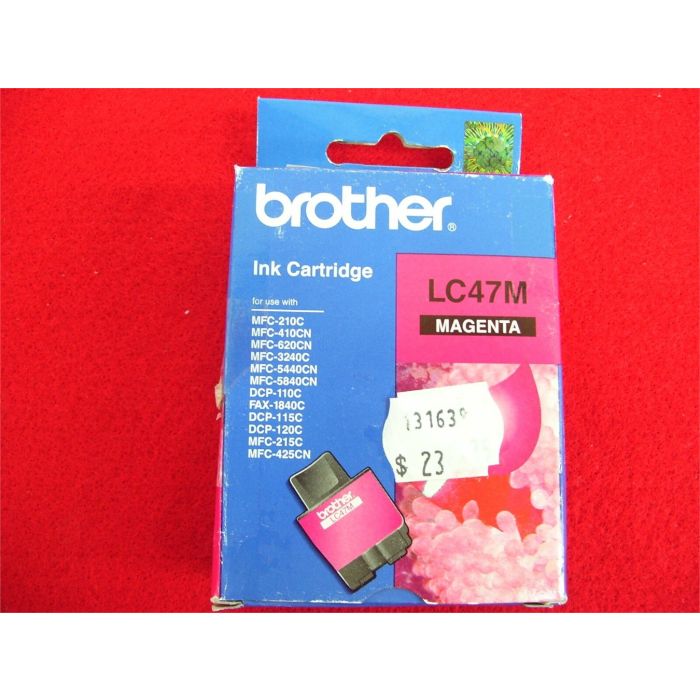 brother®
Ink Cartridge
for use with
MFC-210C
MFC-410CN
MFC-620CN
MFC-3240C
MFC-5440CN
MFC-5840CN
DCP-110C
FAX-1840C
DCP-115C
DCP-120C
MFC-215C
MFC-425CN
LC47M
MAGENTA
131639
$ 23
brother
LC47M